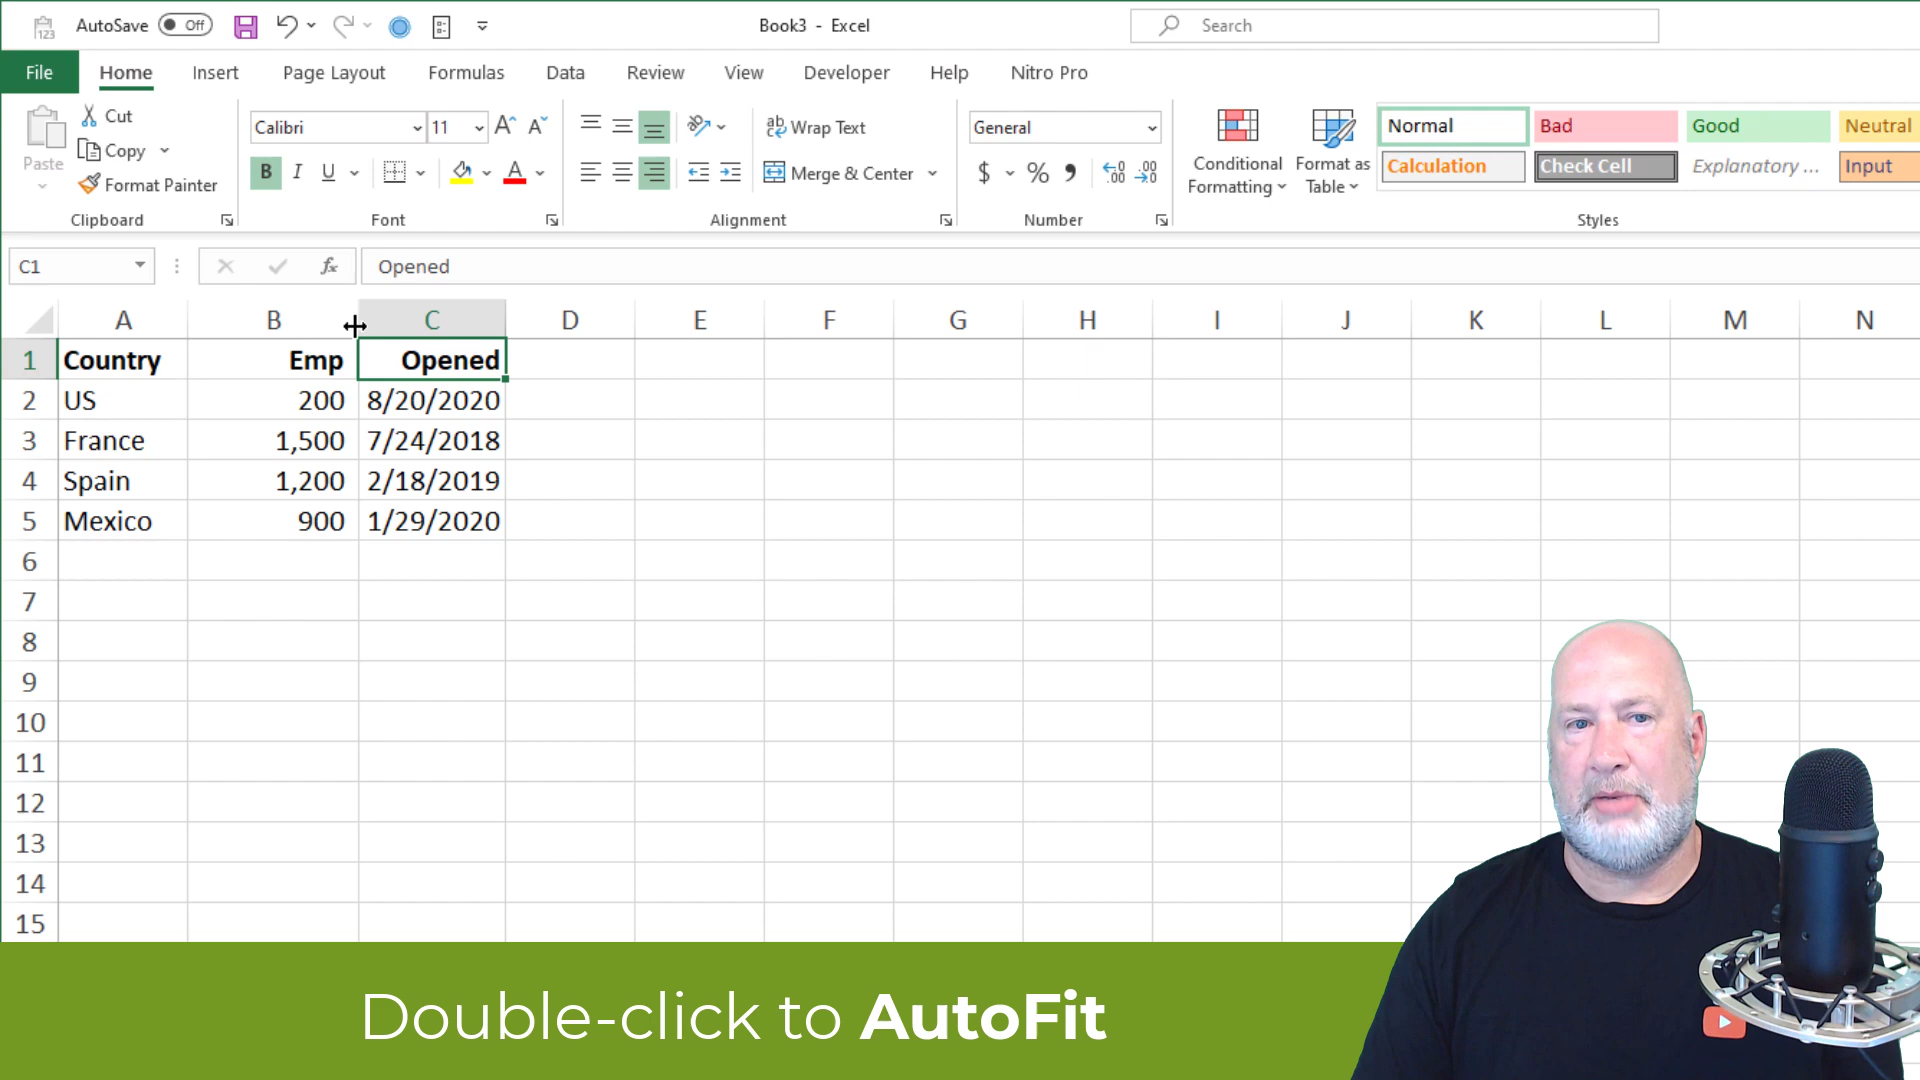 AutoSave Off Book3 - Excel Search
File Home Insert Page Layout Formulas Data Review View Developer Help Nitro Pro
Paste Cut Calibri 11 Wrap Text General Conditional Formatting Format as Table Normal Bad Good Neutral
Copy
Format Painter B I U Merge & Center $ % Calculation Check Cell Explanatory ... Input
Clipboard Font Alignment Number Styles
C1 fx Opened
A B C D E F G H I J K L M N
1 Country Emp Opened
2 US 200 8/20/2020
3 France 1,500 7/24/2018
4 Spain 1,200 2/18/2019
5 Mexico 900 1/29/2020
6
7
8
9
10
11
12
13
14
15
Double-click to AutoFit